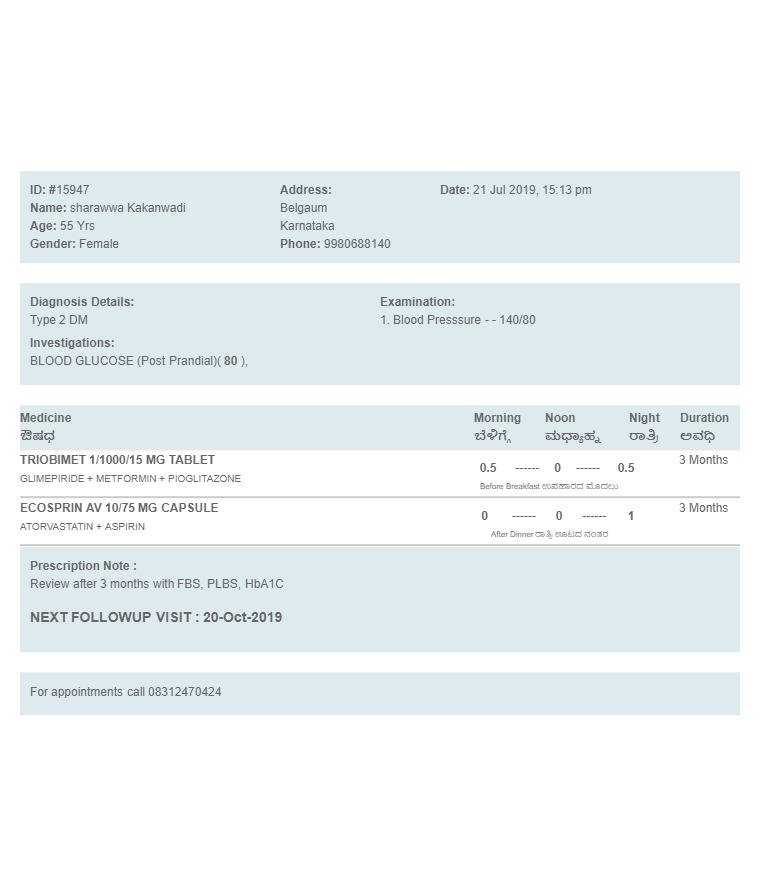 ID: #15947
Name: sharawwa Kakanwadi
Age: 55 Yrs
Gender: Female
Address:
Belgaum
Karnataka
Phone: 9980688140
Date: 21 Jul 2019, 15:13 pm
Diagnosis Details:
Type 2 DM
Investigations:
BLOOD GLUCOSE (Post Prandial)( 80 ),
Examination:
1. Blood Presssure - - 140/80
Medicine Morning Noon Night Duration
ಔಷಧ ಬೆಳಿಗ್ಗೆ ಮಧ್ಯಾಹ್ನ ರಾತ್ರಿ ಅವಧಿ
TRIOBIMET 1/1000/15 MG TABLET 0.5 ------ 0 ------ 0.5 3 Months
GLIMEPIRIDE + METFORMIN + PIOGLITAZONE
Before Breakfast ಉಪಹಾರದ ಮೊದಲು
ECOSPRIN AV 10/75 MG CAPSULE 0 ------ 0 ------ 1 3 Months
ATORVASTATIN + ASPIRIN
After Dinner ರಾತ್ರಿ ಊಟದ ನಂತರ
Prescription Note :
Review after 3 months with FBS, PLBS, HbA1C
NEXT FOLLOWUP VISIT : 20-Oct-2019
For appointments call 08312470424